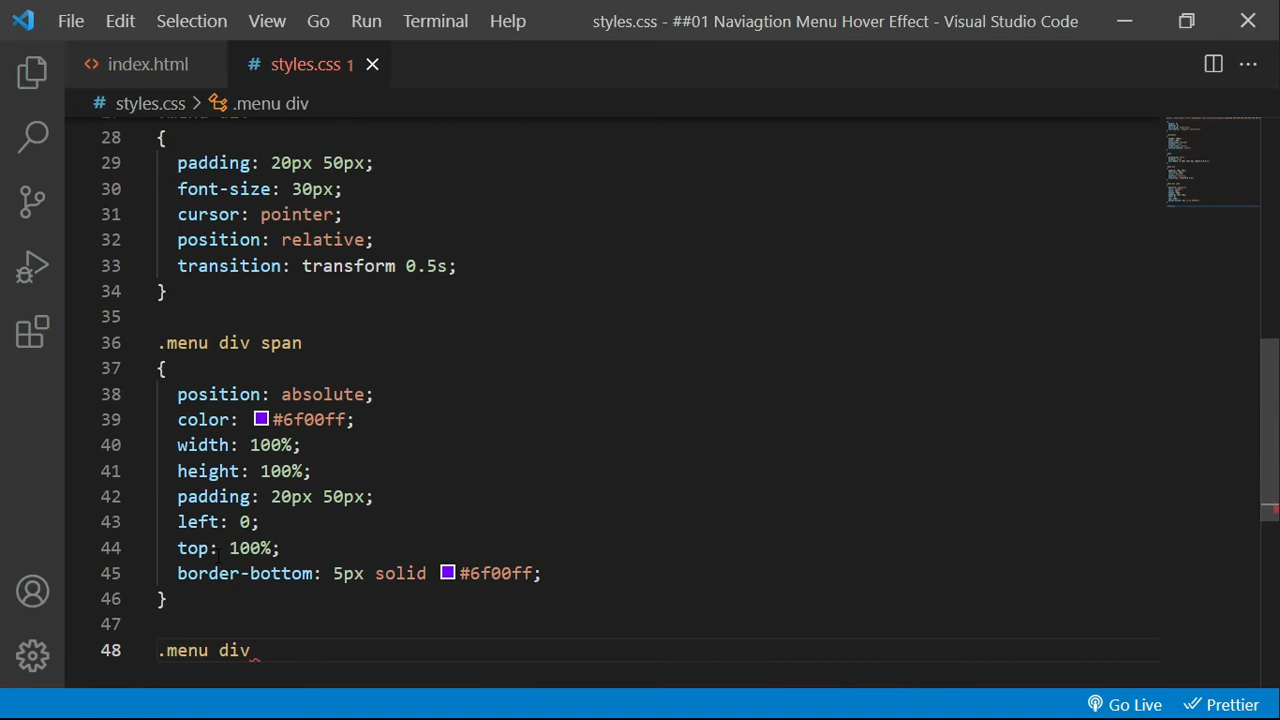 File Edit Selection View Go Run Terminal Help styles.css - ##01 Naviagtion Menu Hover Effect - Visual Studio Code
index.html # styles.css 1
# styles.css > .menu div
28 {
29 padding: 20px 50px;
30 font-size: 30px;
31 cursor: pointer;
32 position: relative;
33 transition: transform 0.5s;
34 }
35
36 .menu div span
37 {
38 position: absolute;
39 color: #6f00ff;
40 width: 100%;
41 height: 100%;
42 padding: 20px 50px;
43 left: 0;
44 top: 100%;
45 border-bottom: 5px solid #6f00ff;
46 }
47
48 .menu div
Go Live Prettier